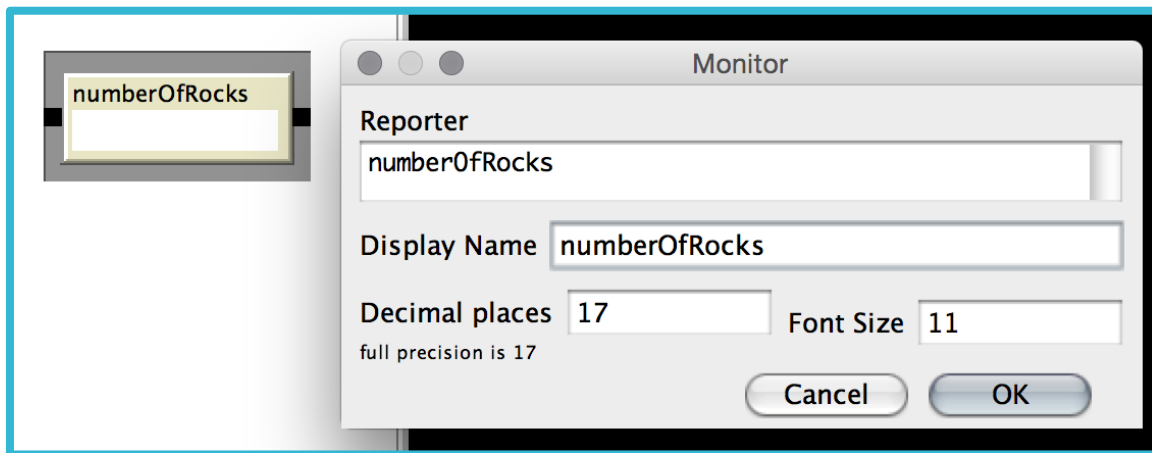 numberOfRocks
Monitor
Reporter
numberOfRocks
Display Name numberOfRocks
Decimal places 17 Font Size 11
full precision is 17
Cancel OK